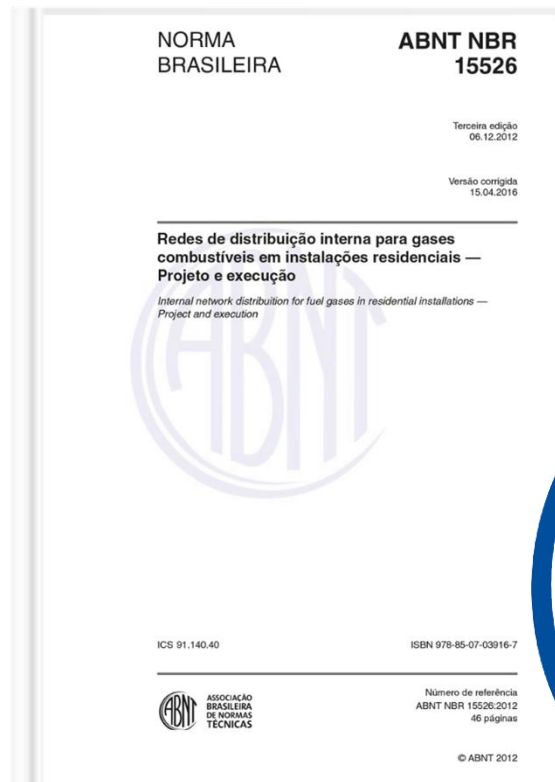 NORMA
BRASILEIRA
ABNT NBR
15526
Terceira edição
06.12.2012
Versão corrigida
15.04.2016
Redes de distribuição interna para gases
combustíveis em instalações residenciais —
Projeto e execução
Internal network distribuition for fuel gases in residential installations —
Project and execution
ABNT
ICS 91.140.40
ISBN 978-85-07-03916-7
ABNT
ASSOCIAÇÃO
BRASILEIRA
DE NORMAS
TÉCNICAS
Número de referência
ABNT NBR 15526:2012
46 páginas
© ABNT 2012